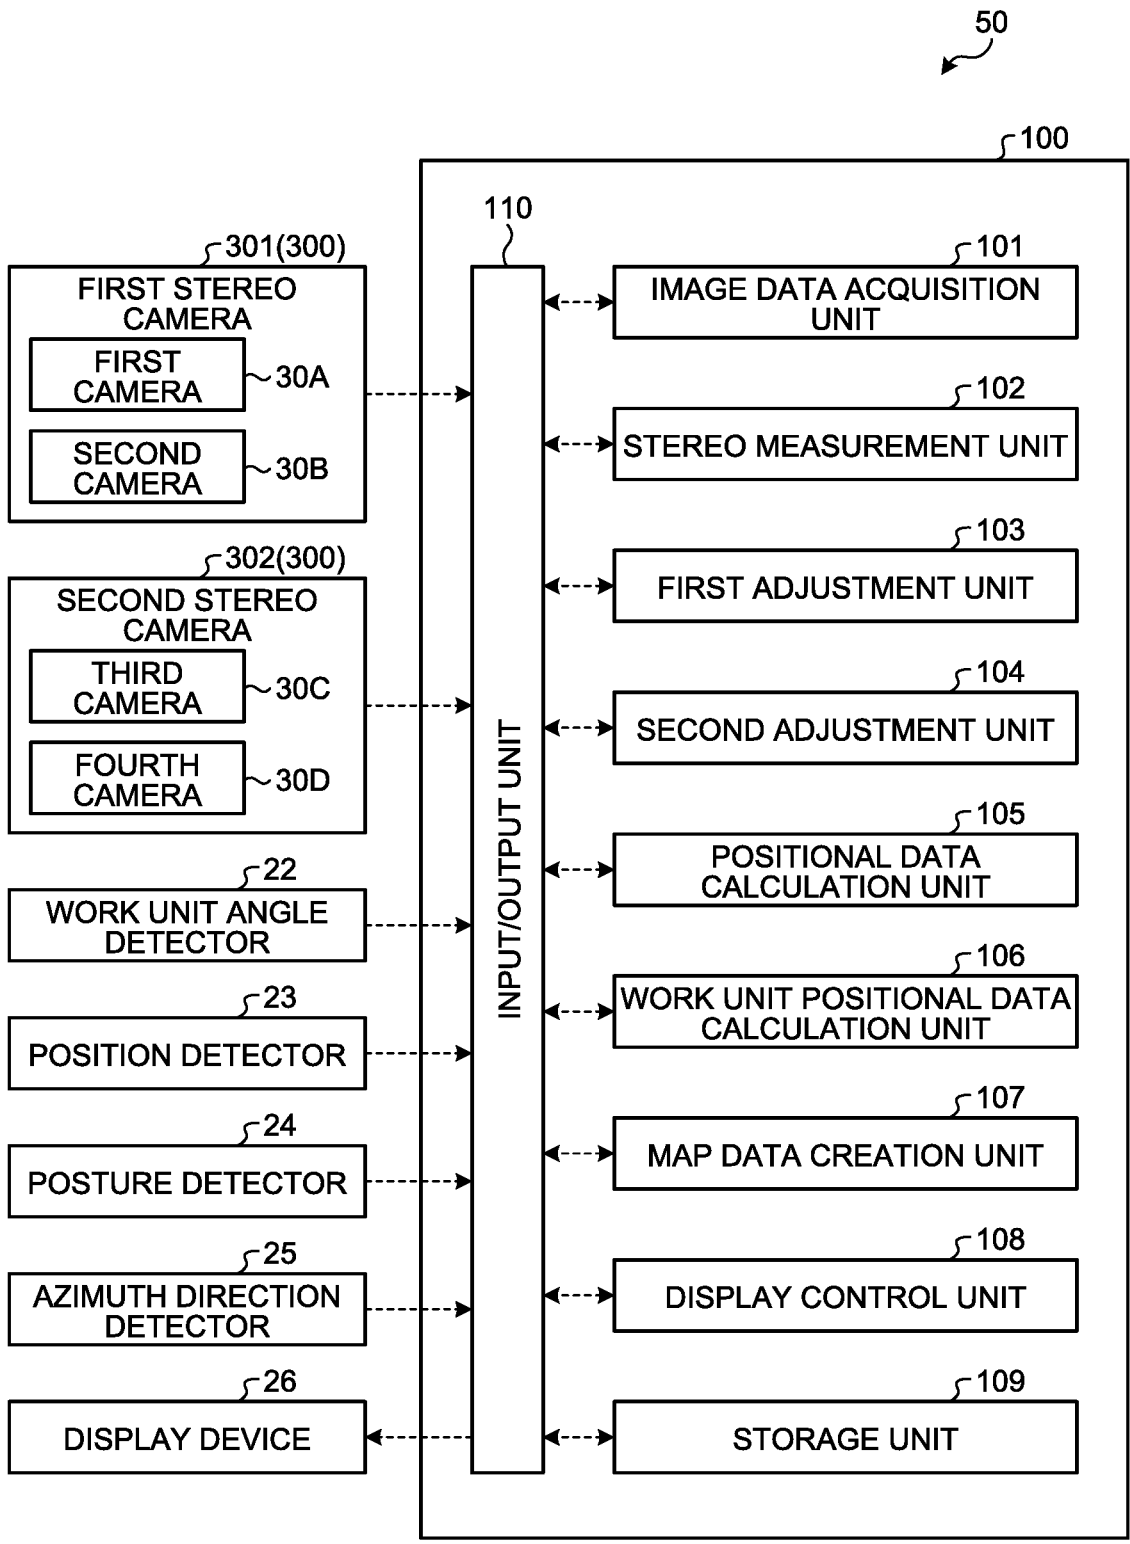 50
100
110
301(300)
FIRST STEREO
CAMERA
FIRST
CAMERA
30A
SECOND
CAMERA
30B
302(300)
SECOND STEREO
CAMERA
THIRD
CAMERA
30C
FOURTH
CAMERA
30D
22
WORK UNIT ANGLE
DETECTOR
23
POSITION DETECTOR
24
POSTURE DETECTOR
25
AZIMUTH DIRECTION
DETECTOR
26
DISPLAY DEVICE
INPUT/OUTPUT UNIT
101
IMAGE DATA ACQUISITION
UNIT
102
STEREO MEASUREMENT UNIT
103
FIRST ADJUSTMENT UNIT
104
SECOND ADJUSTMENT UNIT
105
POSITIONAL DATA
CALCULATION UNIT
106
WORK UNIT POSITIONAL DATA
CALCULATION UNIT
107
MAP DATA CREATION UNIT
108
DISPLAY CONTROL UNIT
109
STORAGE UNIT